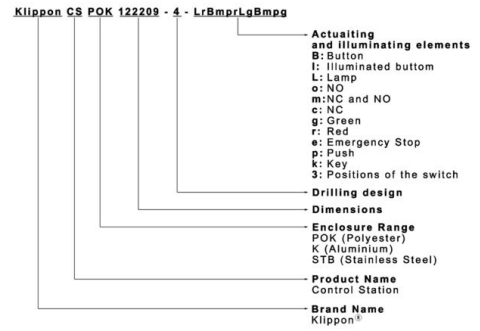 Klippon CS POK 122209 - 4 - LrBmprLgBmpg
Actuaiting
and illuminating elements
B: Button
I: Illuminated buttom
L: Lamp
o: NO
m:NC and NO
c: NC
g: Green
r: Red
e: Emergency Stop
p: Push
k: Key
3: Positions of the switch
Drilling design
Dimensions
Enclosure Range
POK (Polyester)
K (Aluminium)
STB (Stainless Steel)
Product Name
Control Station
Brand Name
Klippon®